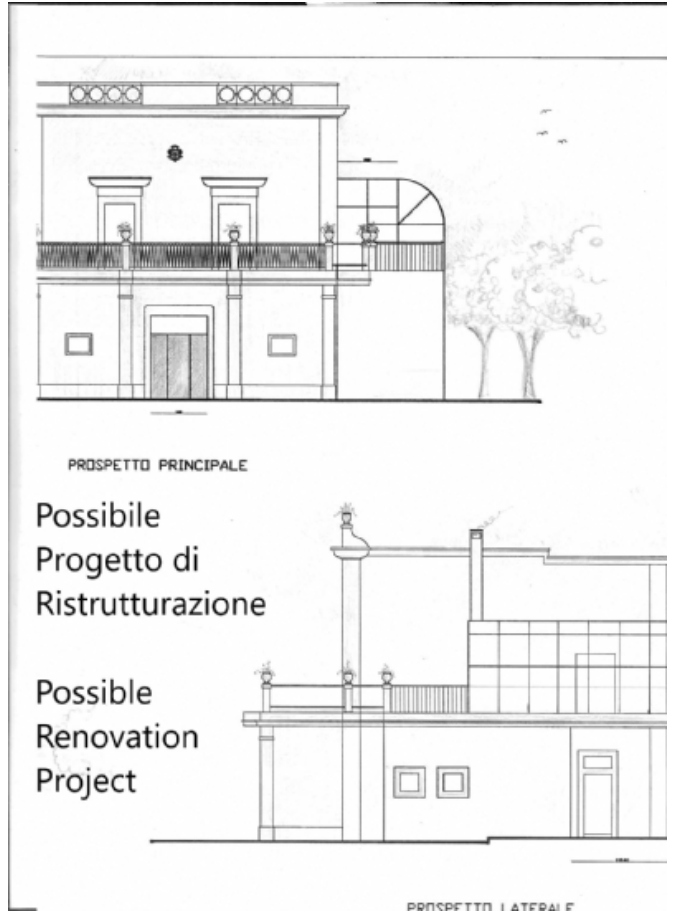 PROSPETTO PRINCIPALE
Possibile
Progetto di
Ristrutturazione
Possible
Renovation
Project
PROSPETTO LATERALE